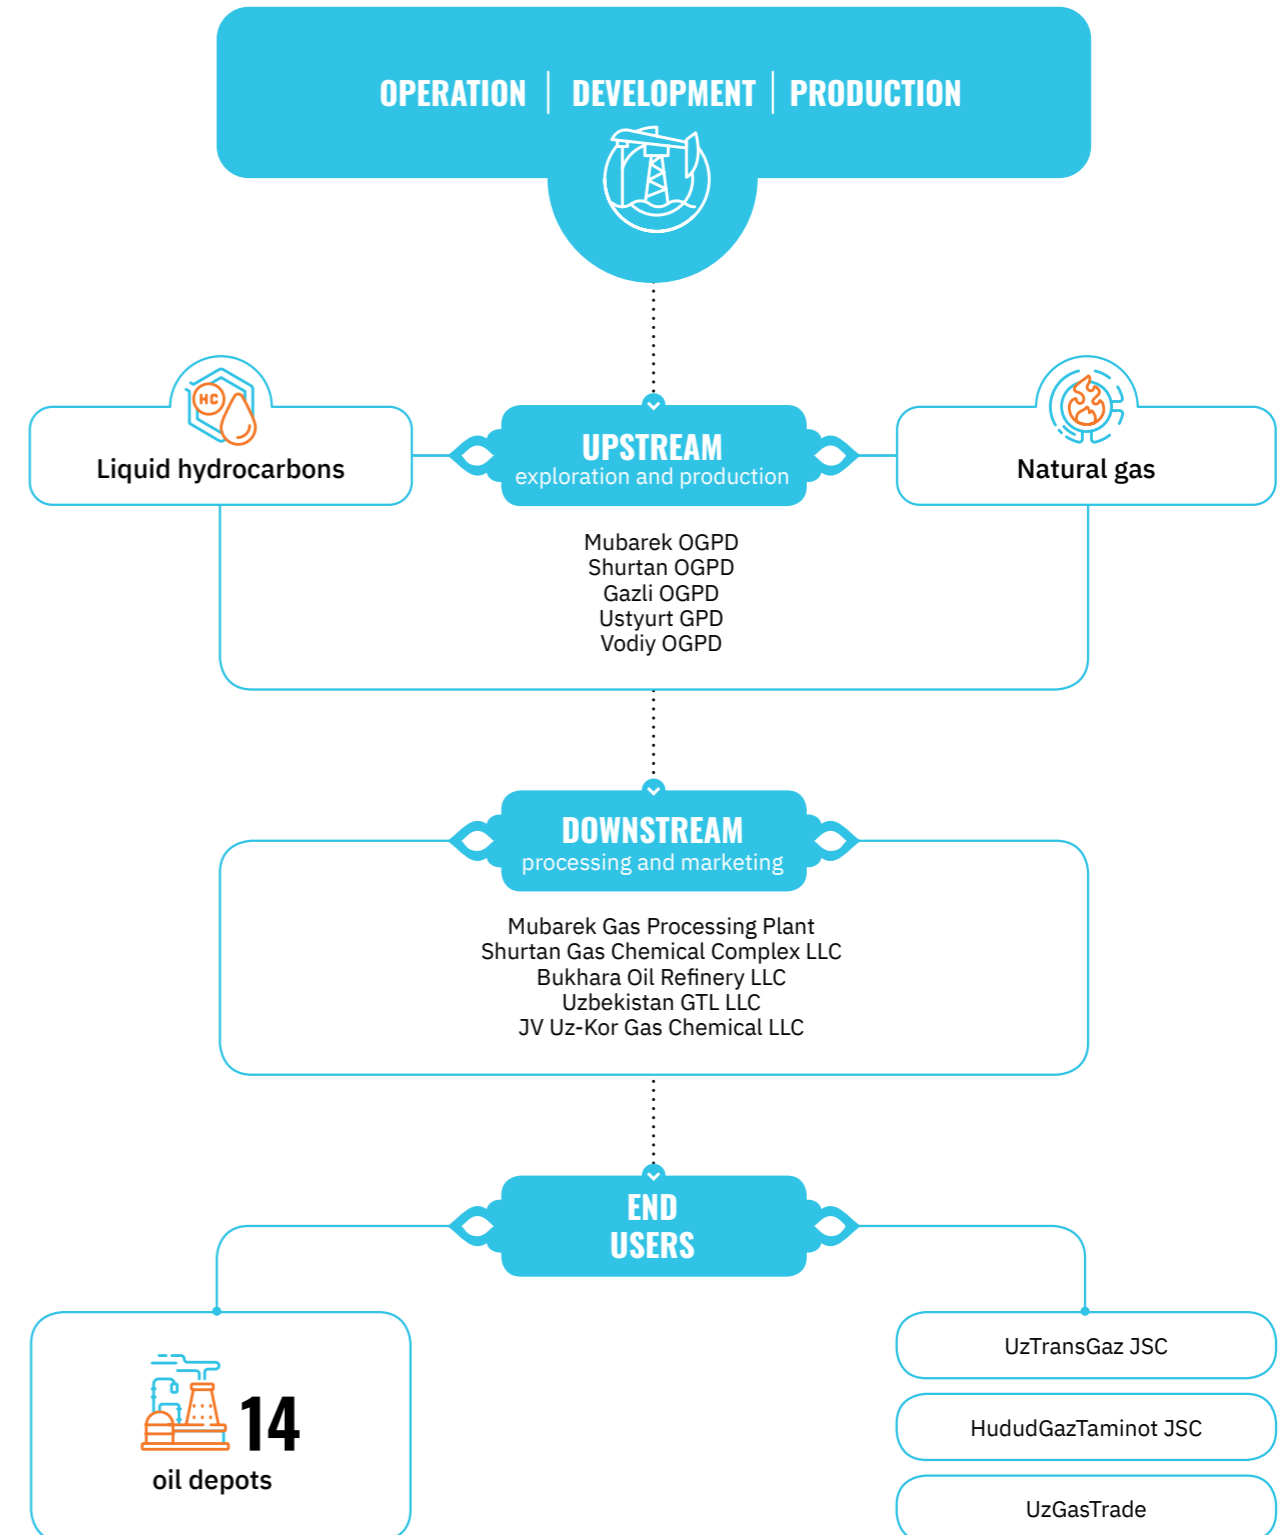 OPERATION | DEVELOPMENT | PRODUCTION
HC
Liquid hydrocarbons
UPSTREAM
exploration and production
Natural gas
Mubarek OGPD
Shurtan OGPD
Gazli OGPD
Ustyurt GPD
Vodiy OGPD
DOWNSTREAM
processing and marketing
Mubarek Gas Processing Plant
Shurtan Gas Chemical Complex LLC
Bukhara Oil Refinery LLC
Uzbekistan GTL LLC
JV Uz-Kor Gas Chemical LLC
END
USERS
14
oil depots
UzTransGaz JSC
HududGazTaminot JSC
UzGasTrade